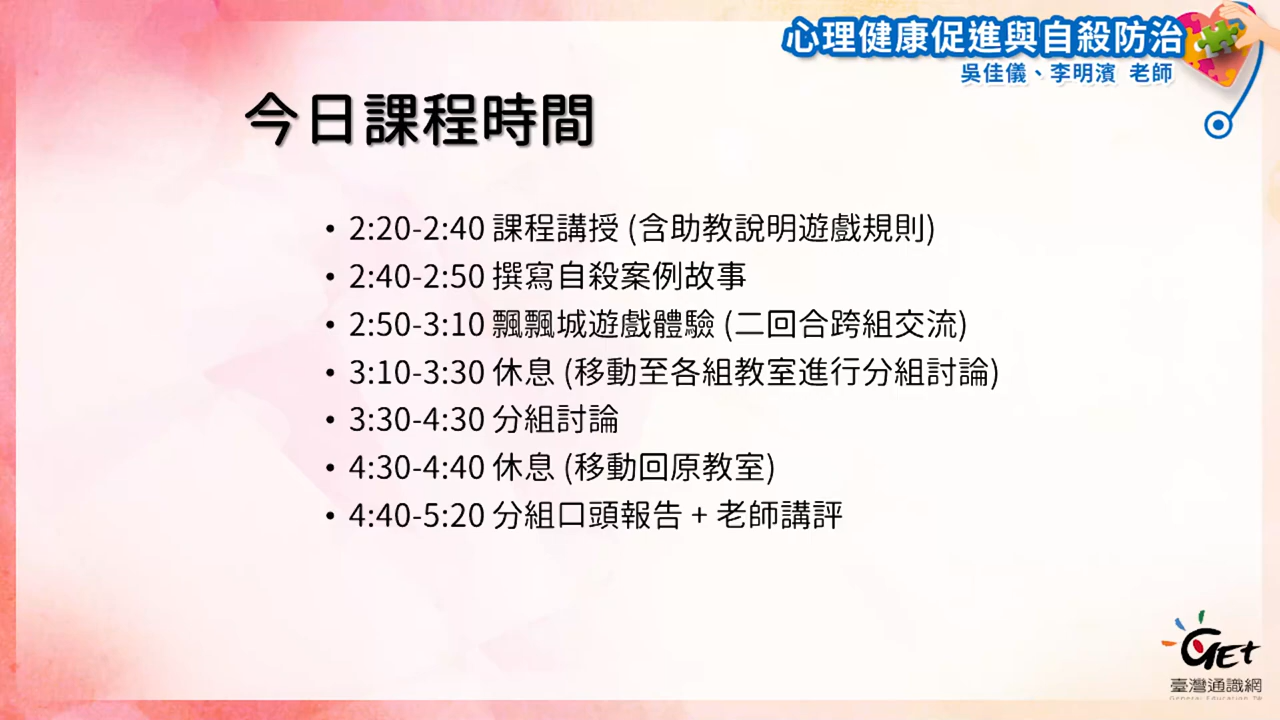 心理健康促進與自殺防治
吳佳儀、李明濱 老師
今日課程時間
• 2:20-2:40 課程講授 (含助教說明遊戲規則)
• 2:40-2:50 撰寫自殺案例故事
• 2:50-3:10 飄飄城遊戲體驗 (二回合跨組交流)
• 3:10-3:30 休息 (移動至各組教室進行分組討論)
• 3:30-4:30 分組討論
• 4:30-4:40 休息 (移動回原教室)
• 4:40-5:20 分組口頭報告 + 老師講評
GET
臺灣通識網
General Education TW